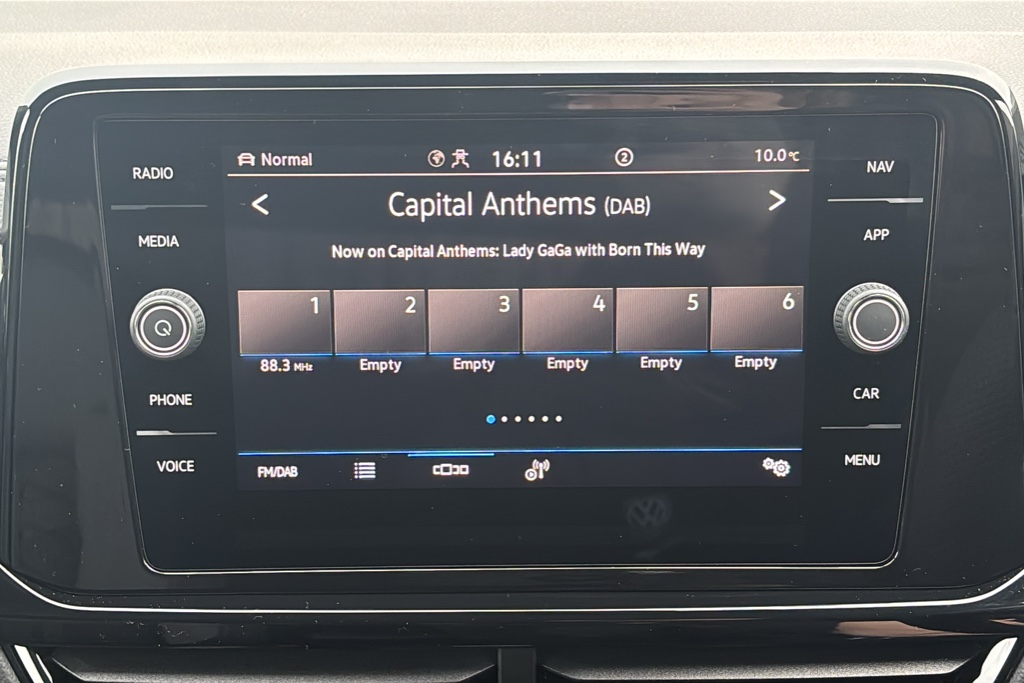 Normal 16:11 2 10.0°C
RADIO
NAV
< Capital Anthems (DAB) >
MEDIA
APP
Now on Capital Anthems: Lady GaGa with Born This Way
1 2 3 4 5 6
88.3 MHz Empty Empty Empty Empty Empty
PHONE
CAR
VOICE
MENU
FM/DAB